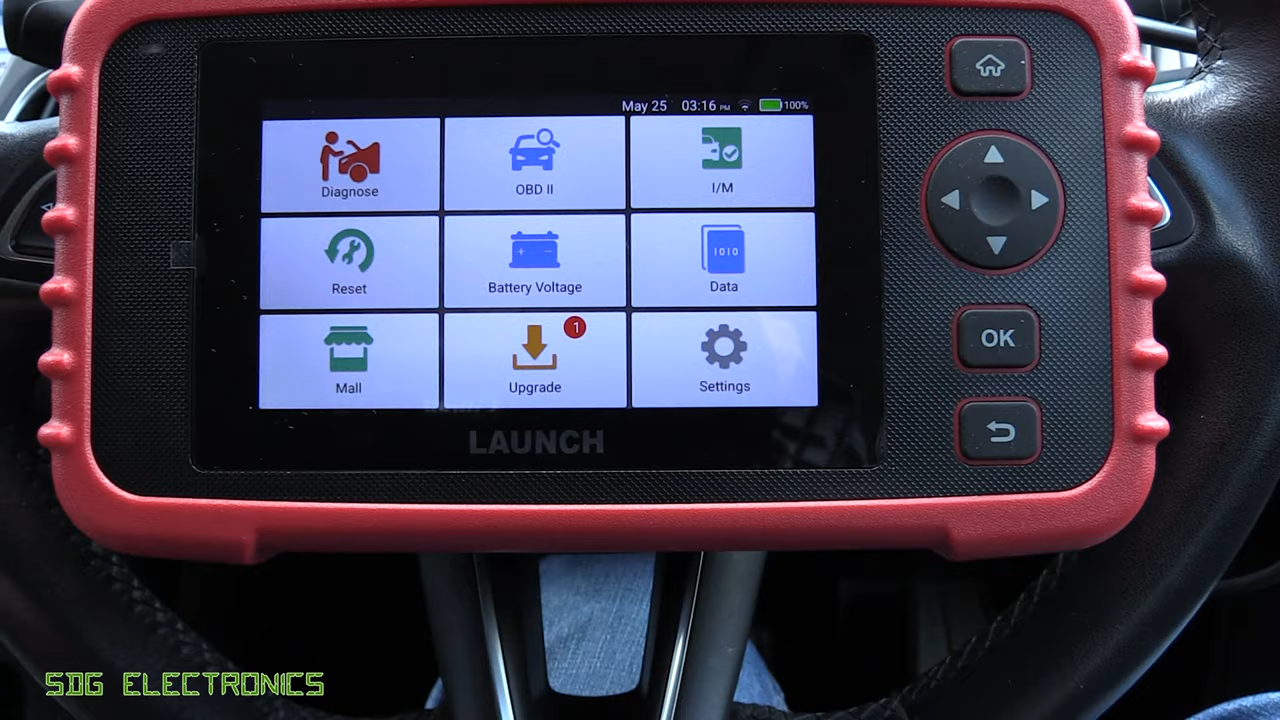 May 25 03:16 PM 100%
Diagnose
OBD II
I/M
Reset
Battery Voltage
1010
Data
Mall
1
Upgrade
Settings
LAUNCH
OK
SDG ELECTRONICS